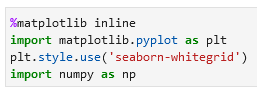 %matplotlib inline
import matplotlib.pyplot as plt
plt.style.use('seaborn-whitegrid')
import numpy as np